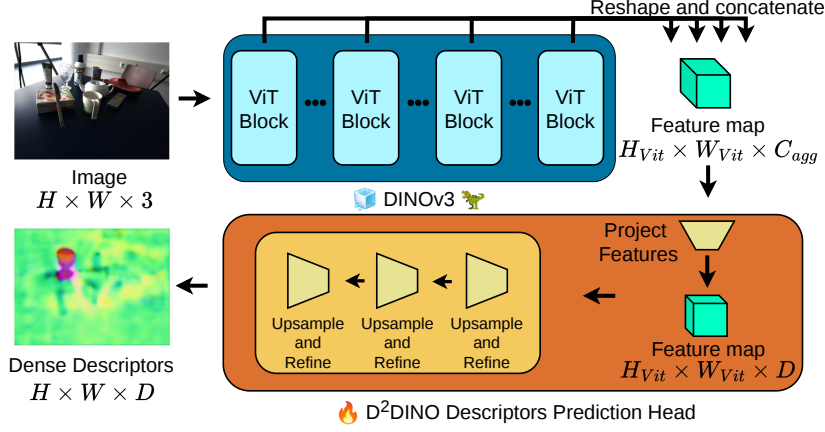 Reshape and concatenate
ViT
Block
ViT
Block
ViT
Block
ViT
Block
Image
H × W × 3
Feature map
H_{Vit} × W_{Vit} × C_{agg}
🧊 DINOv3 🦖
Project
Features
Upsample
and
Refine
Upsample
and
Refine
Upsample
and
Refine
Feature map
H_{Vit} × W_{Vit} × D
Dense Descriptors
H × W × D
🔥 D²DINO Descriptors Prediction Head